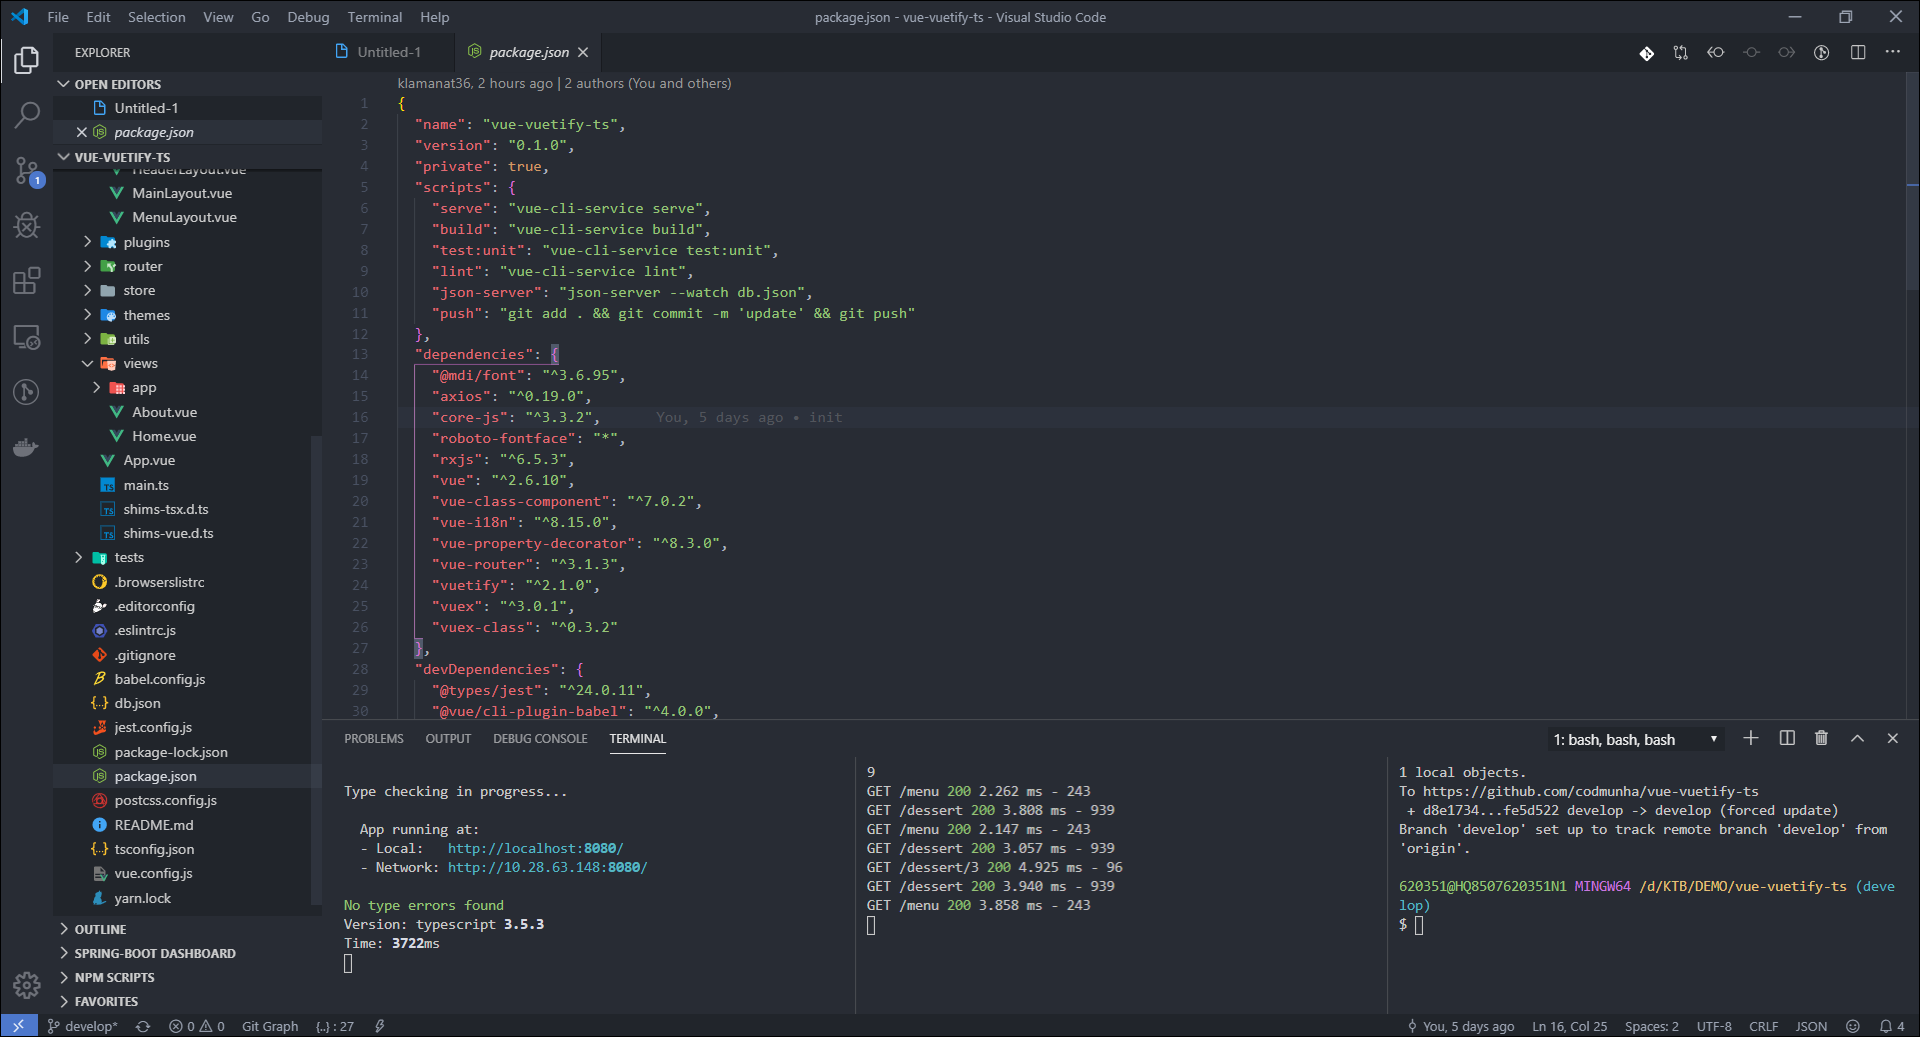 File Edit Selection View Go Debug Terminal Help
package.json - vue-vuetify-ts - Visual Studio Code
EXPLORER
Untitled-1
package.json
OPEN EDITORS
Untitled-1
package.json
VUE-VUETIFY-TS
HeaderLayout.vue
MainLayout.vue
MenuLayout.vue
plugins
router
store
themes
utils
views
app
About.vue
Home.vue
App.vue
main.ts
shims-tsx.d.ts
shims-vue.d.ts
tests
.browserslistrc
.editorconfig
.eslintrc.js
.gitignore
babel.config.js
db.json
jest.config.js
package-lock.json
package.json
postcss.config.js
README.md
tsconfig.json
vue.config.js
yarn.lock
OUTLINE
SPRING-BOOT DASHBOARD
NPM SCRIPTS
FAVORITES
1
klamanat36, 2 hours ago | 2 authors (You and others)
1 {
2 "name": "vue-vuetify-ts",
3 "version": "0.1.0",
4 "private": true,
5 "scripts": {
6 "serve": "vue-cli-service serve",
7 "build": "vue-cli-service build",
8 "test:unit": "vue-cli-service test:unit",
9 "lint": "vue-cli-service lint",
10 "json-server": "json-server --watch db.json",
11 "push": "git add . && git commit -m 'update' && git push"
12 },
13 "dependencies": {
14 "@mdi/font": "^3.6.95",
15 "axios": "^0.19.0",
16 "core-js": "^3.3.2", You, 5 days ago • init
17 "roboto-fontface": "*",
18 "rxjs": "^6.5.3",
19 "vue": "^2.6.10",
20 "vue-class-component": "^7.0.2",
21 "vue-i18n": "^8.15.0",
22 "vue-property-decorator": "^8.3.0",
23 "vue-router": "^3.1.3",
24 "vuetify": "^2.1.0",
25 "vuex": "^3.0.1",
26 "vuex-class": "^0.3.2"
27 },
28 "devDependencies": {
29 "@types/jest": "^24.0.11",
30 "@vue/cli-plugin-babel": "^4.0.0",
PROBLEMS OUTPUT DEBUG CONSOLE TERMINAL
1: bash, bash, bash
Type checking in progress...
App running at:
- Local: http://localhost:8080/
- Network: http://10.28.63.148:8080/
No type errors found
Version: typescript 3.5.3
Time: 3722ms
9
GET /menu 200 2.262 ms - 243
GET /dessert 200 3.808 ms - 939
GET /menu 200 2.147 ms - 243
GET /dessert 200 3.057 ms - 939
GET /dessert/3 200 4.925 ms - 96
GET /dessert 200 3.940 ms - 939
GET /menu 200 3.858 ms - 243
1 local objects.
To https://github.com/codmunha/vue-vuetify-ts
+ d8e1734...fe5d522 develop -> develop (forced update)
Branch 'develop' set up to track remote branch 'develop' from
'origin'.
620351@HQ8507620351N1 MINGW64 /d/KTB/DEMO/vue-vuetify-ts (deve
lop)
$
develop* 0 0 Git Graph {..} : 27
You, 5 days ago Ln 16, Col 25 Spaces: 2 UTF-8 CRLF JSON 4